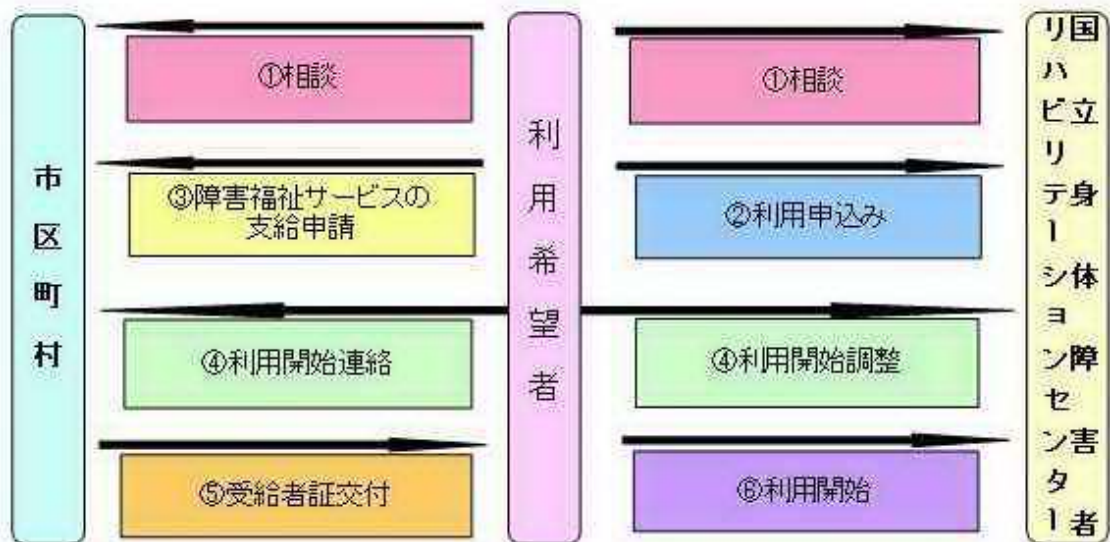 市区町村
①相談
③障害福祉サービスの
支給申請
④利用開始連絡
⑤受給者証交付
利用希望者
①相談
②利用申込み
④利用開始調整
⑥利用開始
国立身体障害者
リハビリテーションセンター